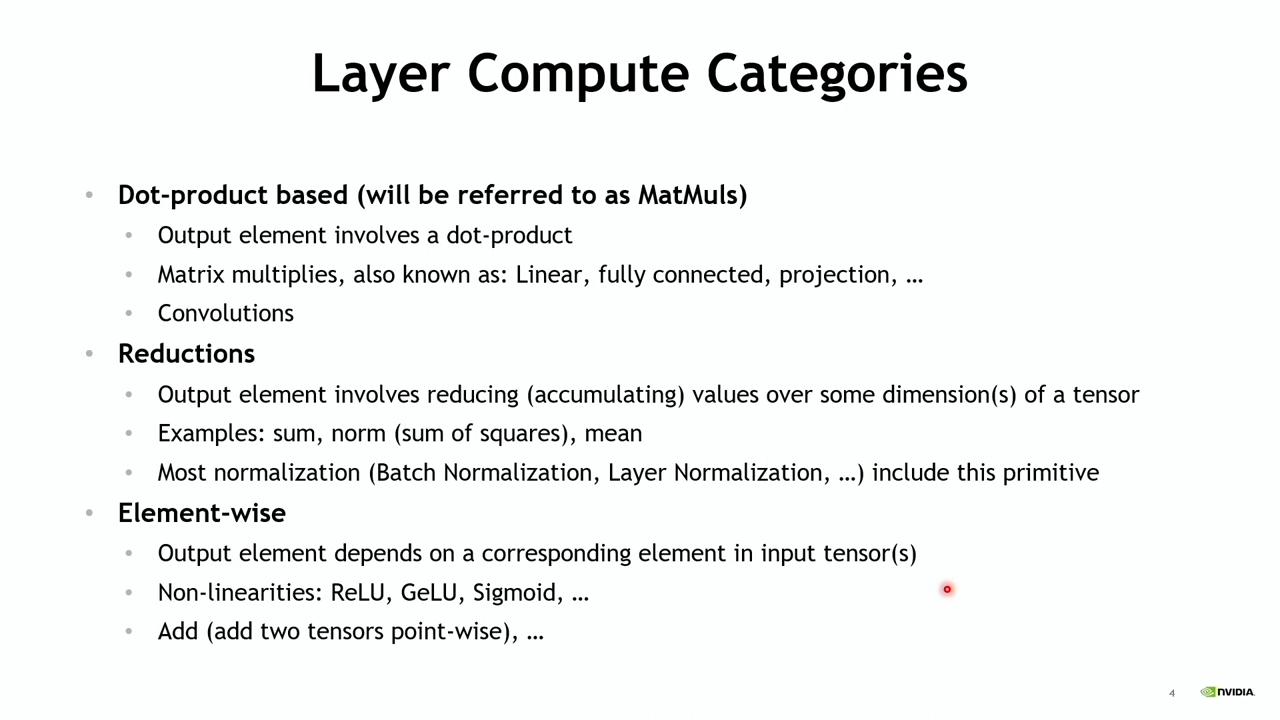 Layer Compute Categories
• Dot-product based (will be referred to as MatMuls)
• Output element involves a dot-product
• Matrix multiplies, also known as: Linear, fully connected, projection, …
• Convolutions
• Reductions
• Output element involves reducing (accumulating) values over some dimension(s) of a tensor
• Examples: sum, norm (sum of squares), mean
• Most normalization (Batch Normalization, Layer Normalization, …) include this primitive
• Element-wise
• Output element depends on a corresponding element in input tensor(s)
• Non-linearities: ReLU, GeLU, Sigmoid, …
• Add (add two tensors point-wise), …
4 NVIDIA.